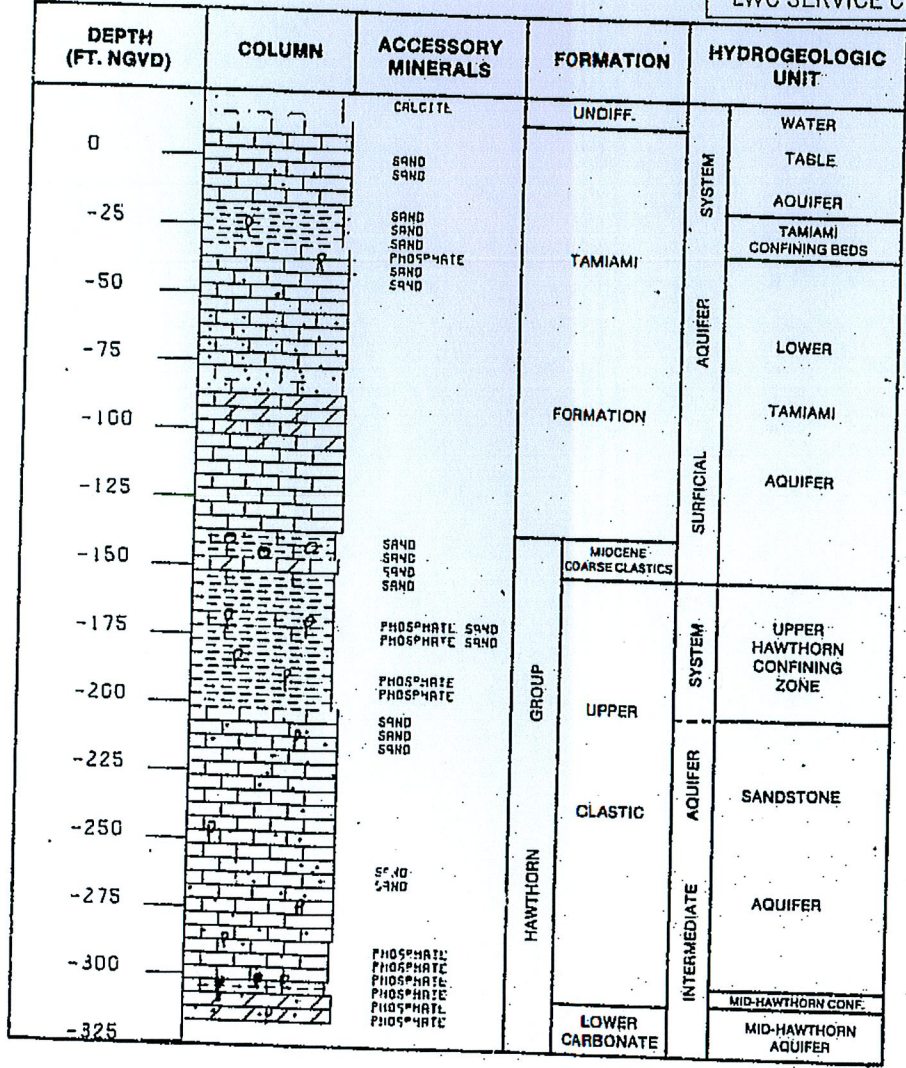 LWC SERVICE C
DEPTH
(FT. NGVD)
COLUMN
ACCESSORY
MINERALS
FORMATION
HYDROGEOLOGIC
UNIT
0
-25
-50
-75
-100
-125
-150
-175
-200
-225
-250
-275
-300
-325
CALCITE
SAND
SAND
SAND
SAND
SAND
PHOSPHATE
SAND
SAND
SAND
SAND
SAND
SAND
PHOSPHATE SAND
PHOSPHATE SAND
PHOSPHATE
PHOSPHATE
SAND
SAND
SAND
SAND
SAND
PHOSPHATE
PHOSPHATE
PHOSPHATE
PHOSPHATE
PHOSPHATE
PHOSPHATE
UNDIFF.
TAMIAMI
FORMATION
HAWTHORN GROUP
MIOCENE
COARSE CLASTICS
UPPER
CLASTIC
LOWER
CARBONATE
SURFICIAL AQUIFER SYSTEM
INTERMEDIATE AQUIFER SYSTEM
WATER
TABLE
AQUIFER
TAMIAMI
CONFINING BEDS
LOWER
TAMIAMI
AQUIFER
UPPER
HAWTHORN
CONFINING
ZONE
SANDSTONE
AQUIFER
MID-HAWTHORN CONF.
MID-HAWTHORN
AQUIFER